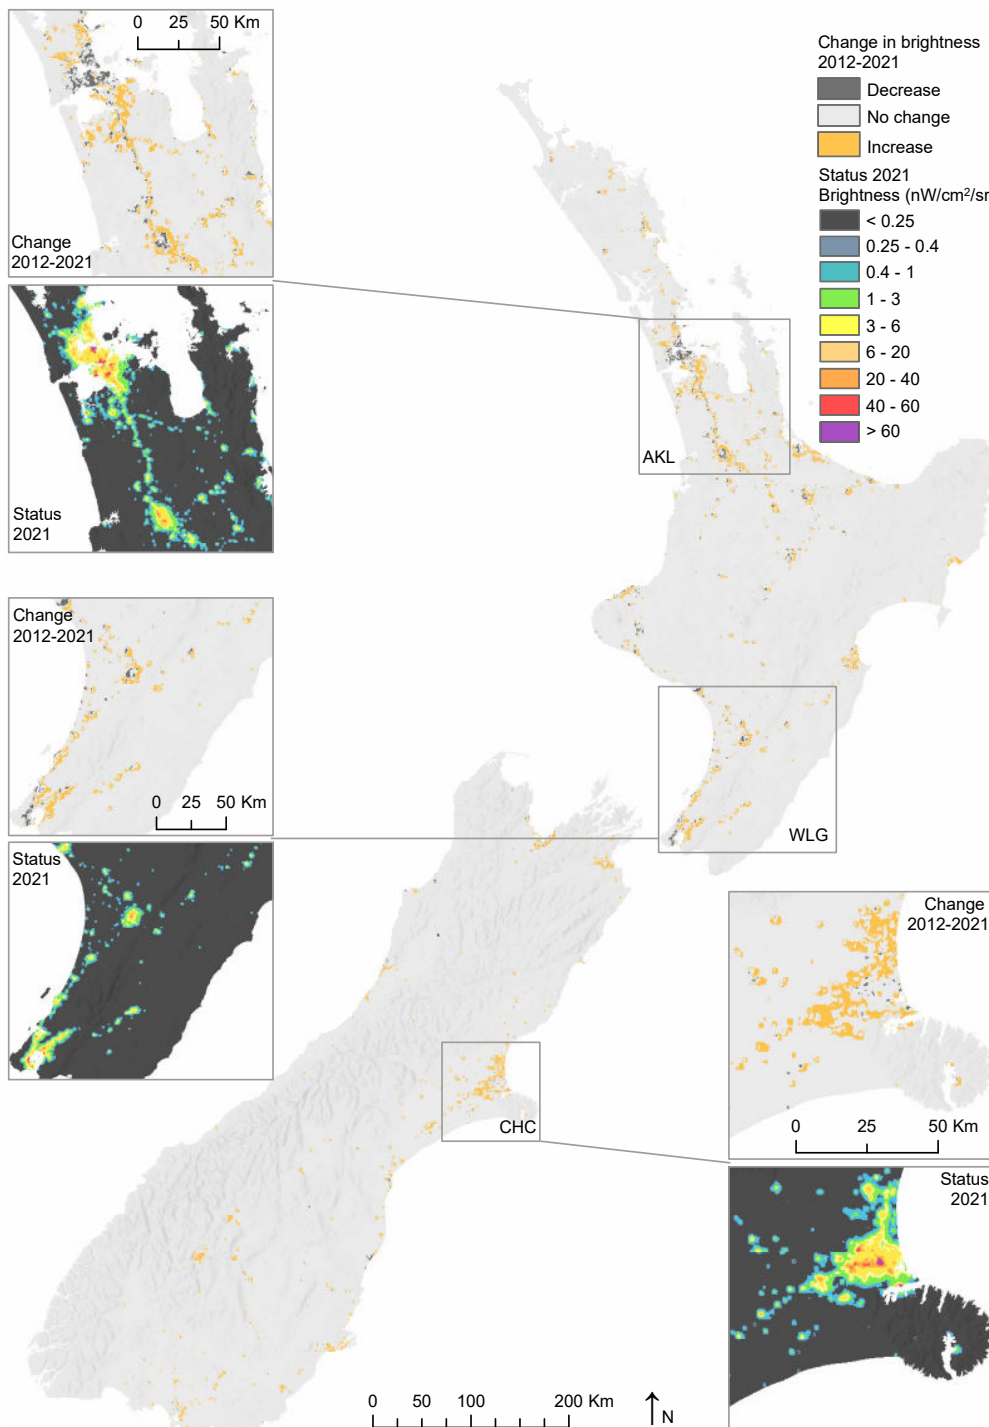 0 25 50 Km
Change
2012-2021
Status
2021
Change in brightness
2012-2021
Decrease
No change
Increase
Status 2021
Brightness (nW/cm²/sr
< 0.25
0.25 - 0.4
0.4 - 1
1 - 3
3 - 6
6 - 20
20 - 40
40 - 60
> 60
AKL
Change
2012-2021
0 25 50 Km
WLG
Status
2021
Change
2012-2021
0 25 50 Km
CHC
Status
2021
0 50 100 200 Km
N